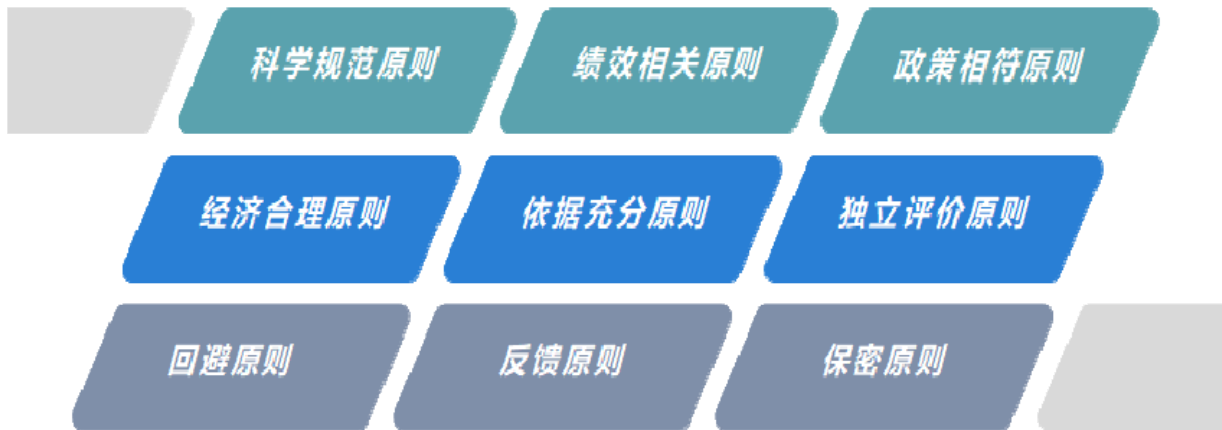 科学规范原则 绩效相关原则 政策相符原则
经济合理原则 依据充分原则 独立评价原则
回避原则 反馈原则 保密原则